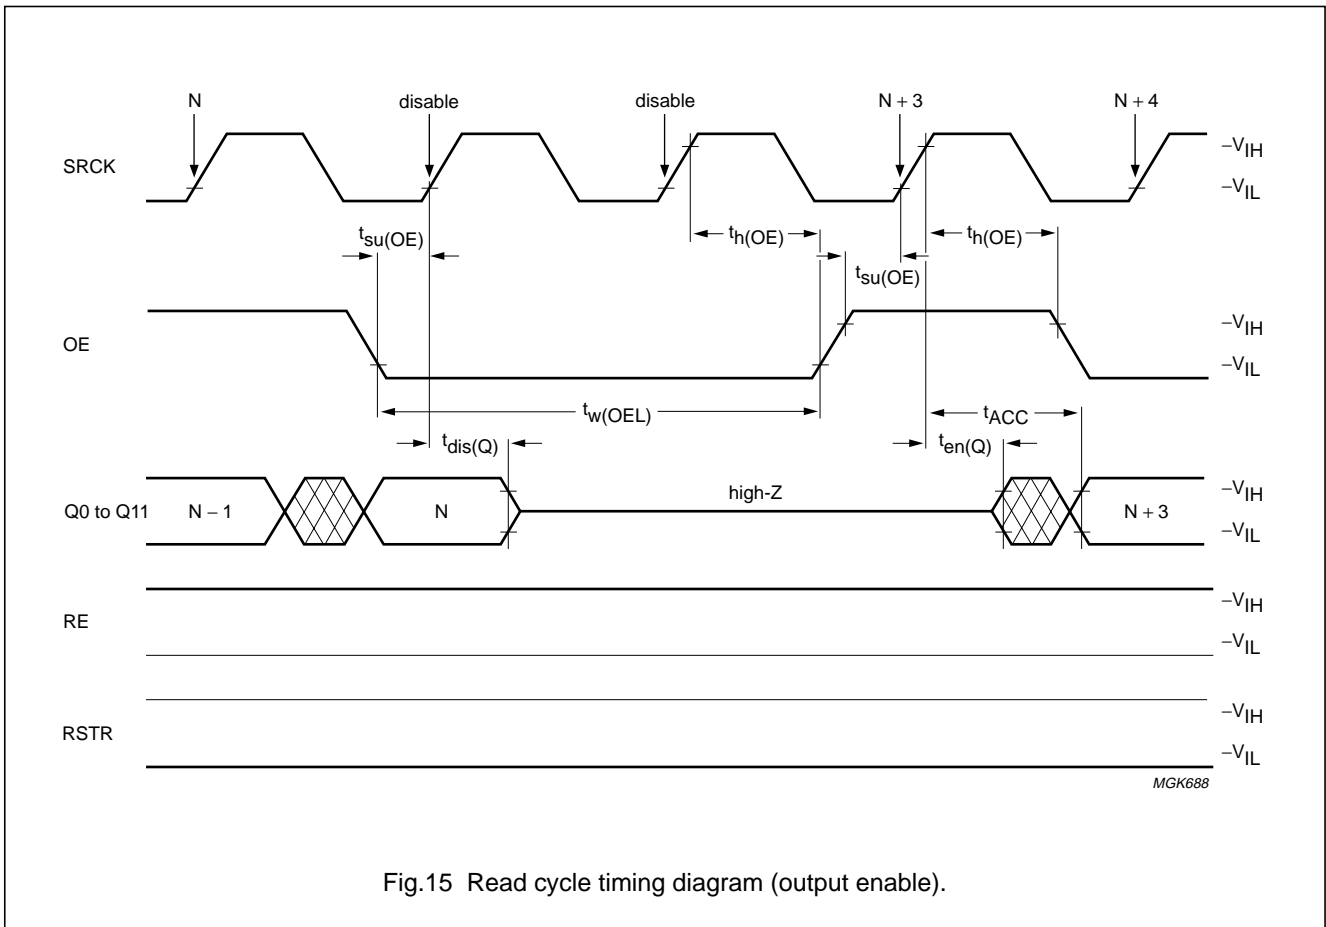 N
disable
disable
N + 3
N + 4
SRCK
–VIH
–VIL
tsu(OE)
th(OE)
th(OE)
tsu(OE)
OE
–VIH
–VIL
tw(OEL)
tACC
tdis(Q)
ten(Q)
Q0 to Q11
N – 1
N
high-Z
N + 3
–VIH
–VIL
RE
–VIH
–VIL
RSTR
–VIH
–VIL
MGK688
Fig.15 Read cycle timing diagram (output enable).